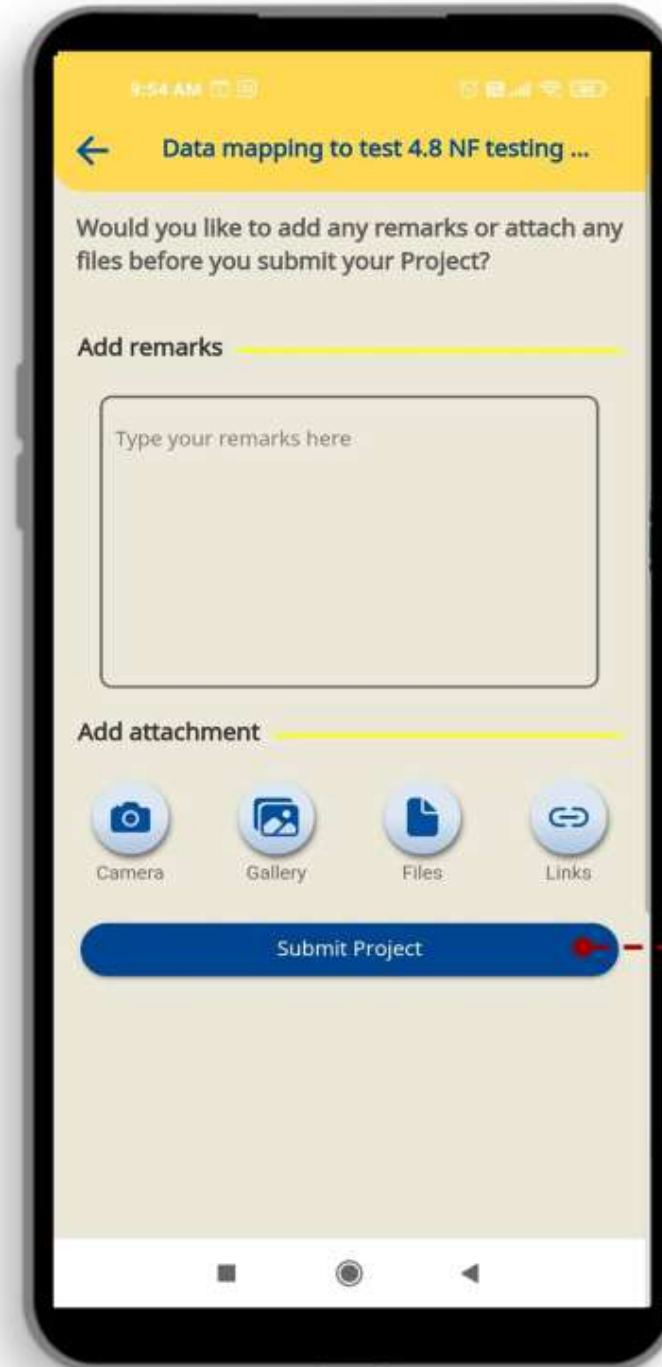 9:54 AM
Data mapping to test 4.8 NF testing ...
Would you like to add any remarks or attach any
files before you submit your Project?
Add remarks
Type your remarks here
Add attachment
Camera Gallery Files Links
Submit Project